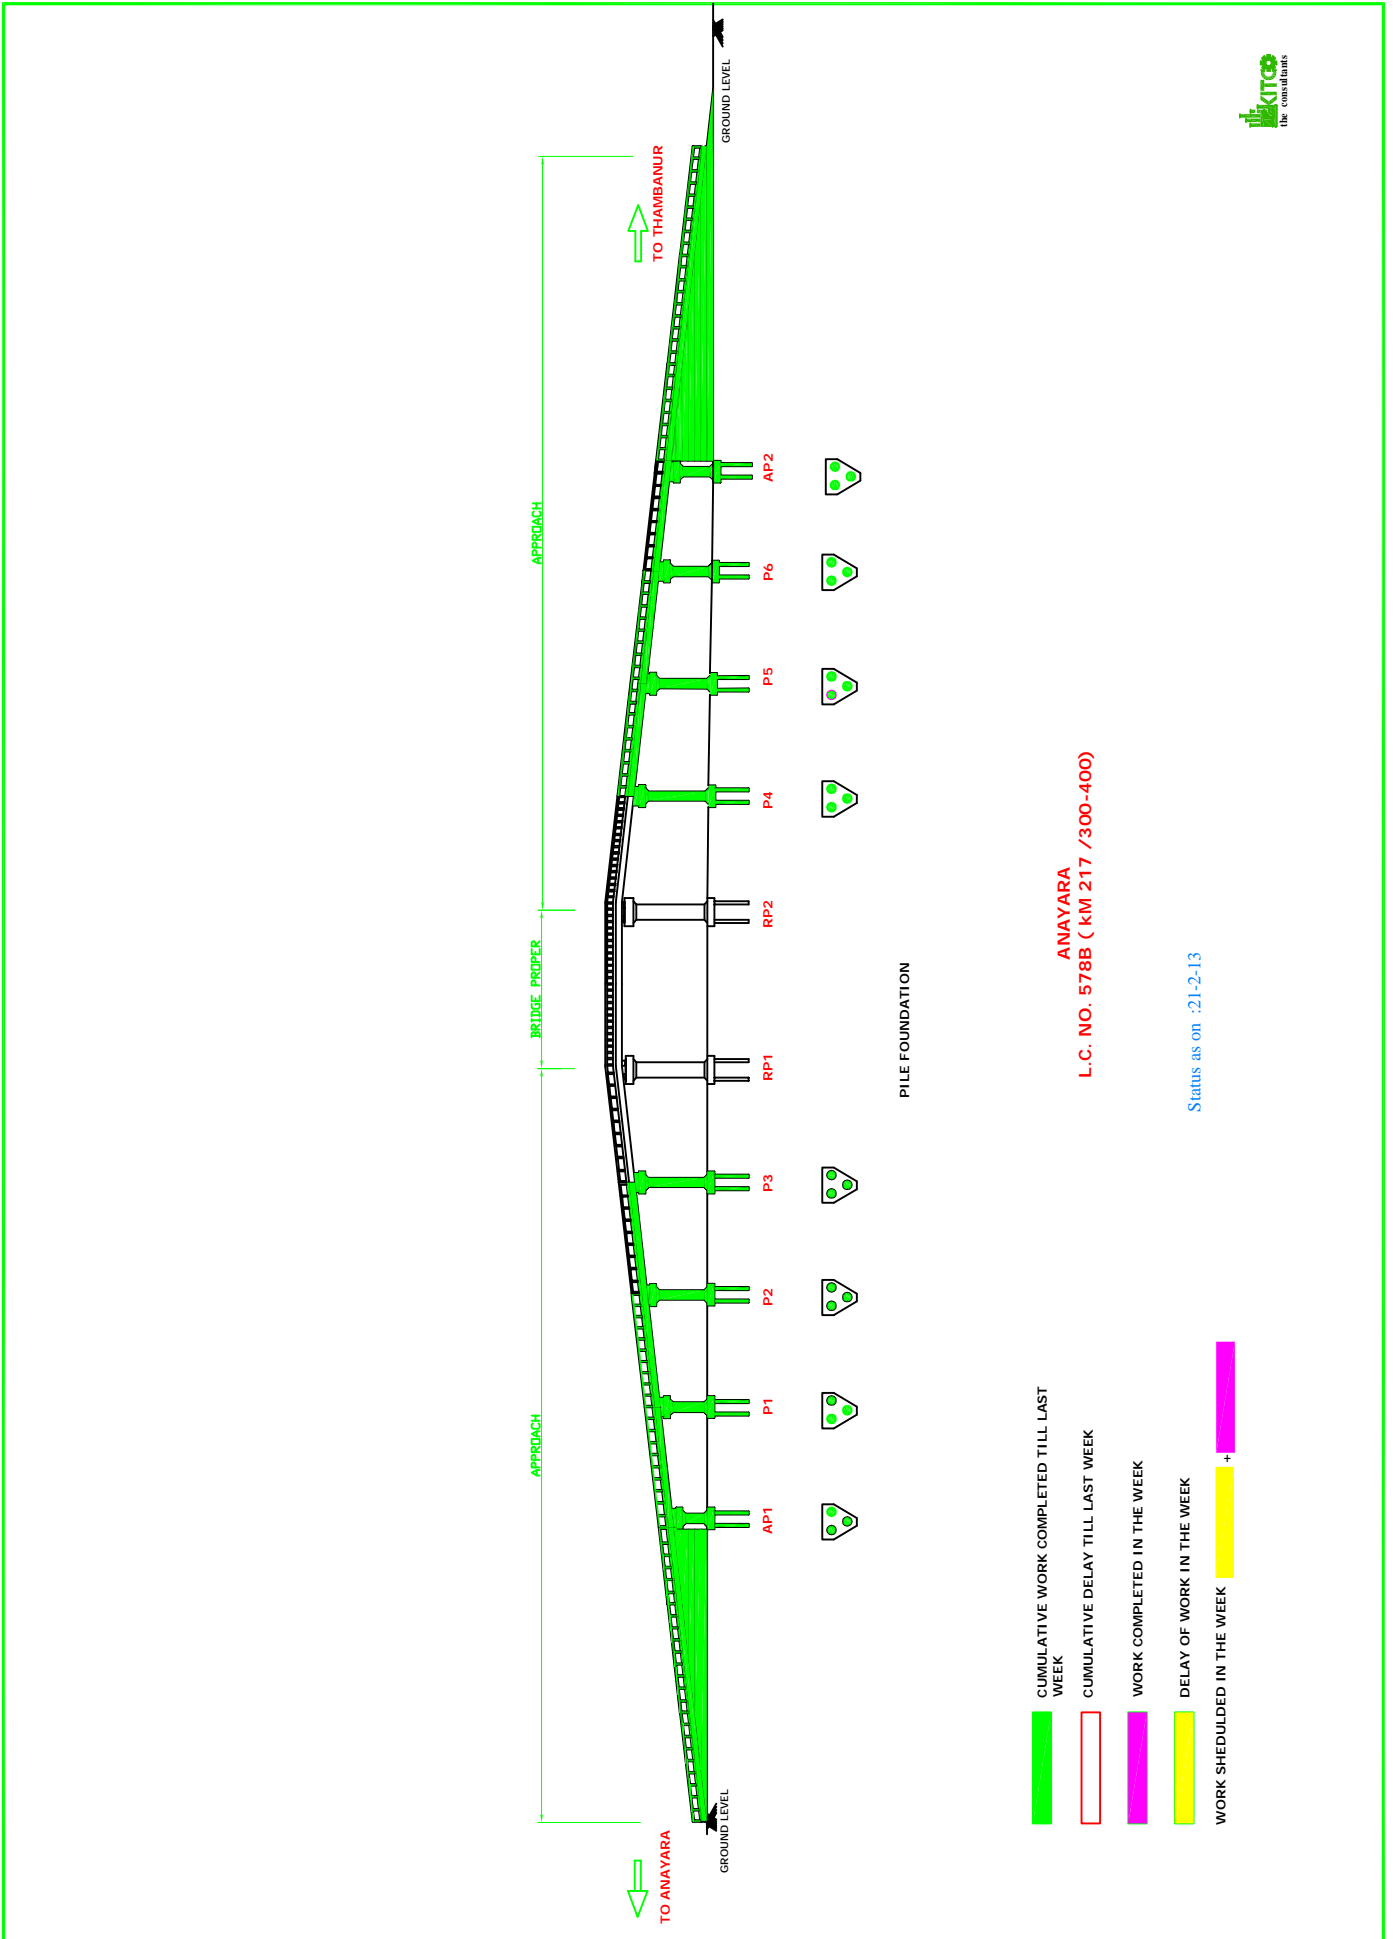 KITCO
the consultants
APPROACH
BRIDGE PROPER
APPROACH
TO ANAYARA
TO THAMBANUR
GROUND LEVEL
GROUND LEVEL
AP1
P1
P2
P3
RP1
RP2
P4
P5
P6
AP2
PILE FOUNDATION
ANAYARA
L.C. NO. 578B ( kM 217 /300-400)
Status as on :21-2-13
CUMULATIVE WORK COMPLETED TILL LAST
WEEK
CUMULATIVE DELAY TILL LAST WEEK
WORK COMPLETED IN THE WEEK
DELAY OF WORK IN THE WEEK
WORK SHEDULDED IN THE WEEK
+